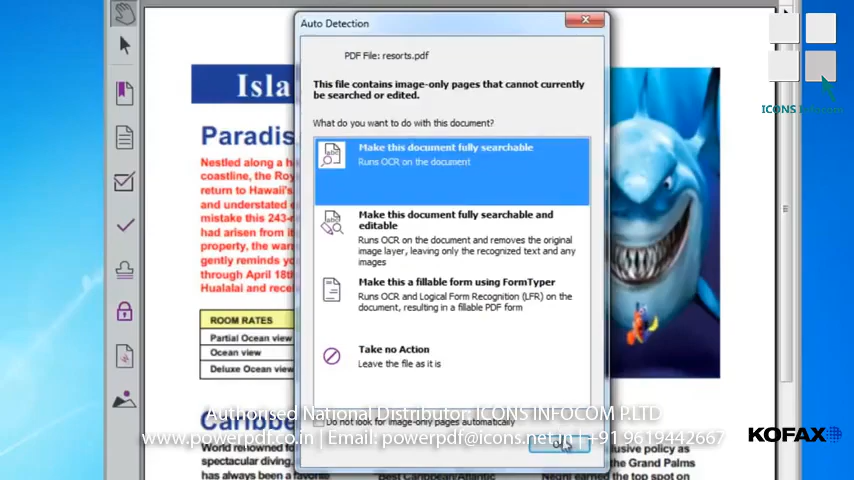 Auto Detection
PDF File: resorts.pdf
This file contains image-only pages that cannot currently
be searched or edited.
What do you want to do with this document?
Make this document fully searchable
Runs OCR on the document
Make this document fully searchable and
editable
Runs OCR on the document and removes the original
image layer, leaving only the recognized text and any
images
Make this a fillable form using FormTyper
Runs OCR and Logical Form Recognition (LFR) on the
document, resulting in a fillable PDF form
Take no Action
Leave the file as it is
Do not look for image-only pages automatically
Isla
Paradis
Nestled along a h
coastline, the Roy
return to Hawaii's
and understated e
mistake this 243-r
had arisen from i
property, the war
gently reminds yo
through April 18th
Hualalai and rece
ROOM RATES
Partial Ocean view
Ocean view
Deluxe Ocean view
Caribbe
World renowned fo
spectacular diving.
has always been a favorite
Best Caribbean/Atlantic
usive policy as
the Grand Palms
Negril earned the top spot on
ICONS
Authorised National Distributor: ICONS INFOCOM P.LTD
www.powerpdf.co.in | Email: powerpdf@icons.net.in | +91 9619442667
KOFAX